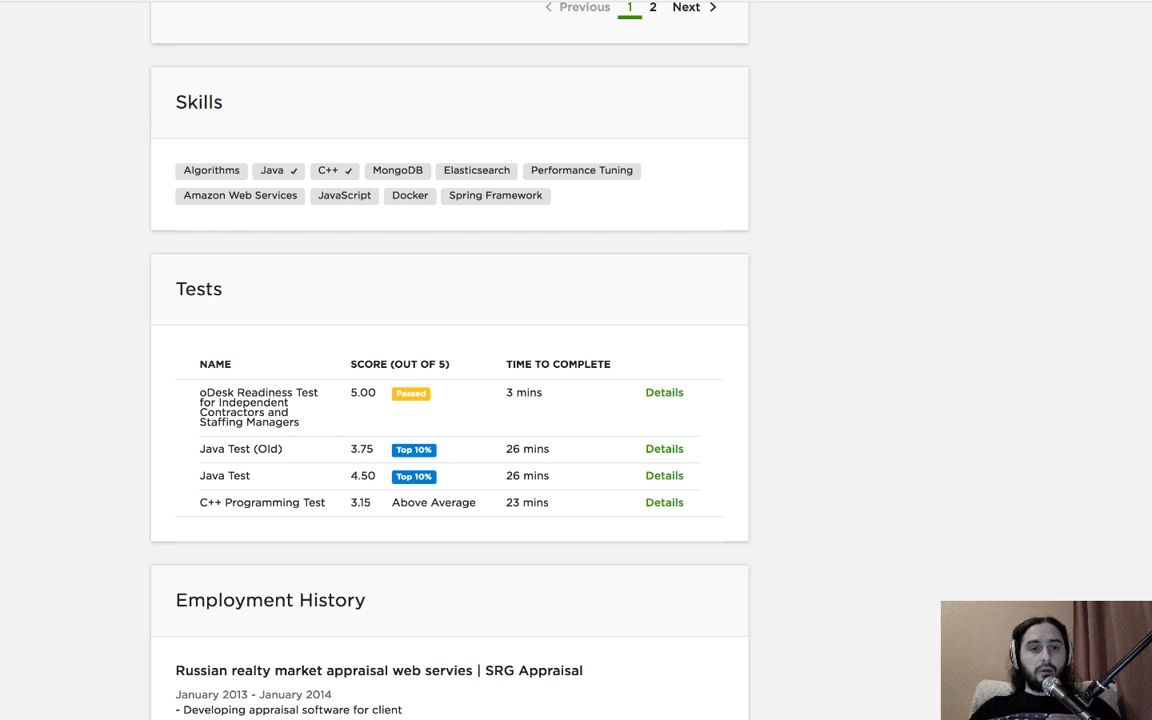 Previous 1 2 Next
Skills
Algorithms Java ✓ C++ ✓ MongoDB Elasticsearch Performance Tuning
Amazon Web Services JavaScript Docker Spring Framework
Tests
NAME SCORE (OUT OF 5) TIME TO COMPLETE
oDesk Readiness Test 5.00 Passed 3 mins Details
for Independent
Contractors and
Staffing Managers
Java Test (Old) 3.75 Top 10% 26 mins Details
Java Test 4.50 Top 10% 26 mins Details
C++ Programming Test 3.15 Above Average 23 mins Details
Employment History
Russian realty market appraisal web servies | SRG Appraisal
January 2013 - January 2014
- Developing appraisal software for client